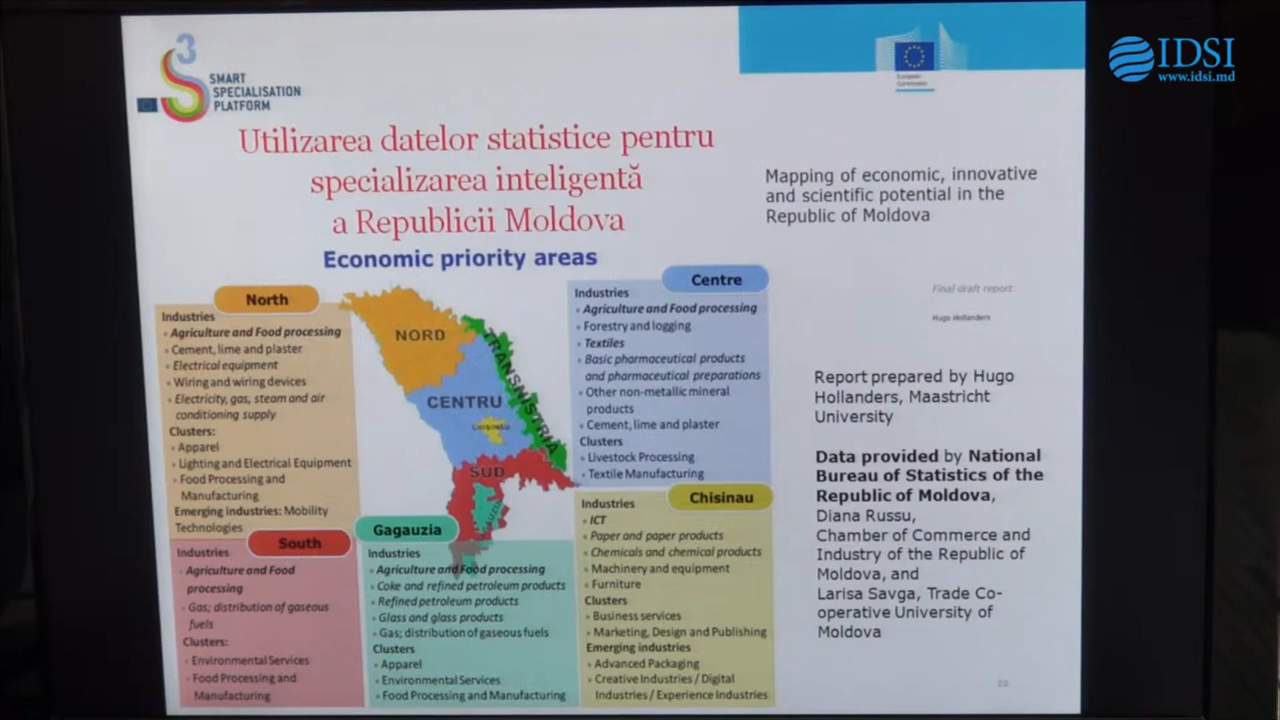 3
SMART
SPECIALISATION
PLATFORM
European
Commission
IDSI
www.idsi.md
Utilizarea datelor statistice pentru
specializarea inteligentă
a Republicii Moldova
Economic priority areas
Mapping of economic, innovative
and scientific potential in the
Republic of Moldova
Final draft report
Hugo Hollanders
Report prepared by Hugo
Hollanders, Maastricht
University
Data provided by National
Bureau of Statistics of the
Republic of Moldova,
Diana Russu,
Chamber of Commerce and
Industry of the Republic of
Moldova, and
Larisa Savga, Trade Co-
operative University of
Moldova
North
Industries
• Agriculture and Food processing
• Cement, lime and plaster
• Electrical equipment
• Wiring and wiring devices
• Electricity, gas, steam and air
conditioning supply
Clusters:
• Apparel
• Lighting and Electrical Equipment
• Food Processing and
Manufacturing
Emerging industries: Mobility
Technologies
NORD
TRANSNISTRIA
CENTRU
CHISINAU
SUD
Centre
Industries
• Agriculture and Food processing
• Forestry and logging
• Textiles
• Basic pharmaceutical products
and pharmaceutical preparations
• Other non-metallic mineral
products
• Cement, lime and plaster
Clusters
• Livestock Processing
• Textile Manufacturing
South
Industries
• Agriculture and Food
processing
• Gas; distribution of gaseous
fuels
Clusters:
• Environmental Services
• Food Processing and
Manufacturing
Gagauzia
Industries
• Agriculture and Food processing
• Coke and refined petroleum products
• Refined petroleum products
• Glass and glass products
• Gas; distribution of gaseous fuels
Clusters
• Apparel
• Environmental Services
• Food Processing and Manufacturing
Chisinau
Industries
• ICT
• Paper and paper products
• Chemicals and chemical products
• Machinery and equipment
• Furniture
Clusters
• Business services
• Marketing, Design and Publishing
Emerging industries
• Advanced Packaging
• Creative Industries / Digital
Industries / Experience Industries
22